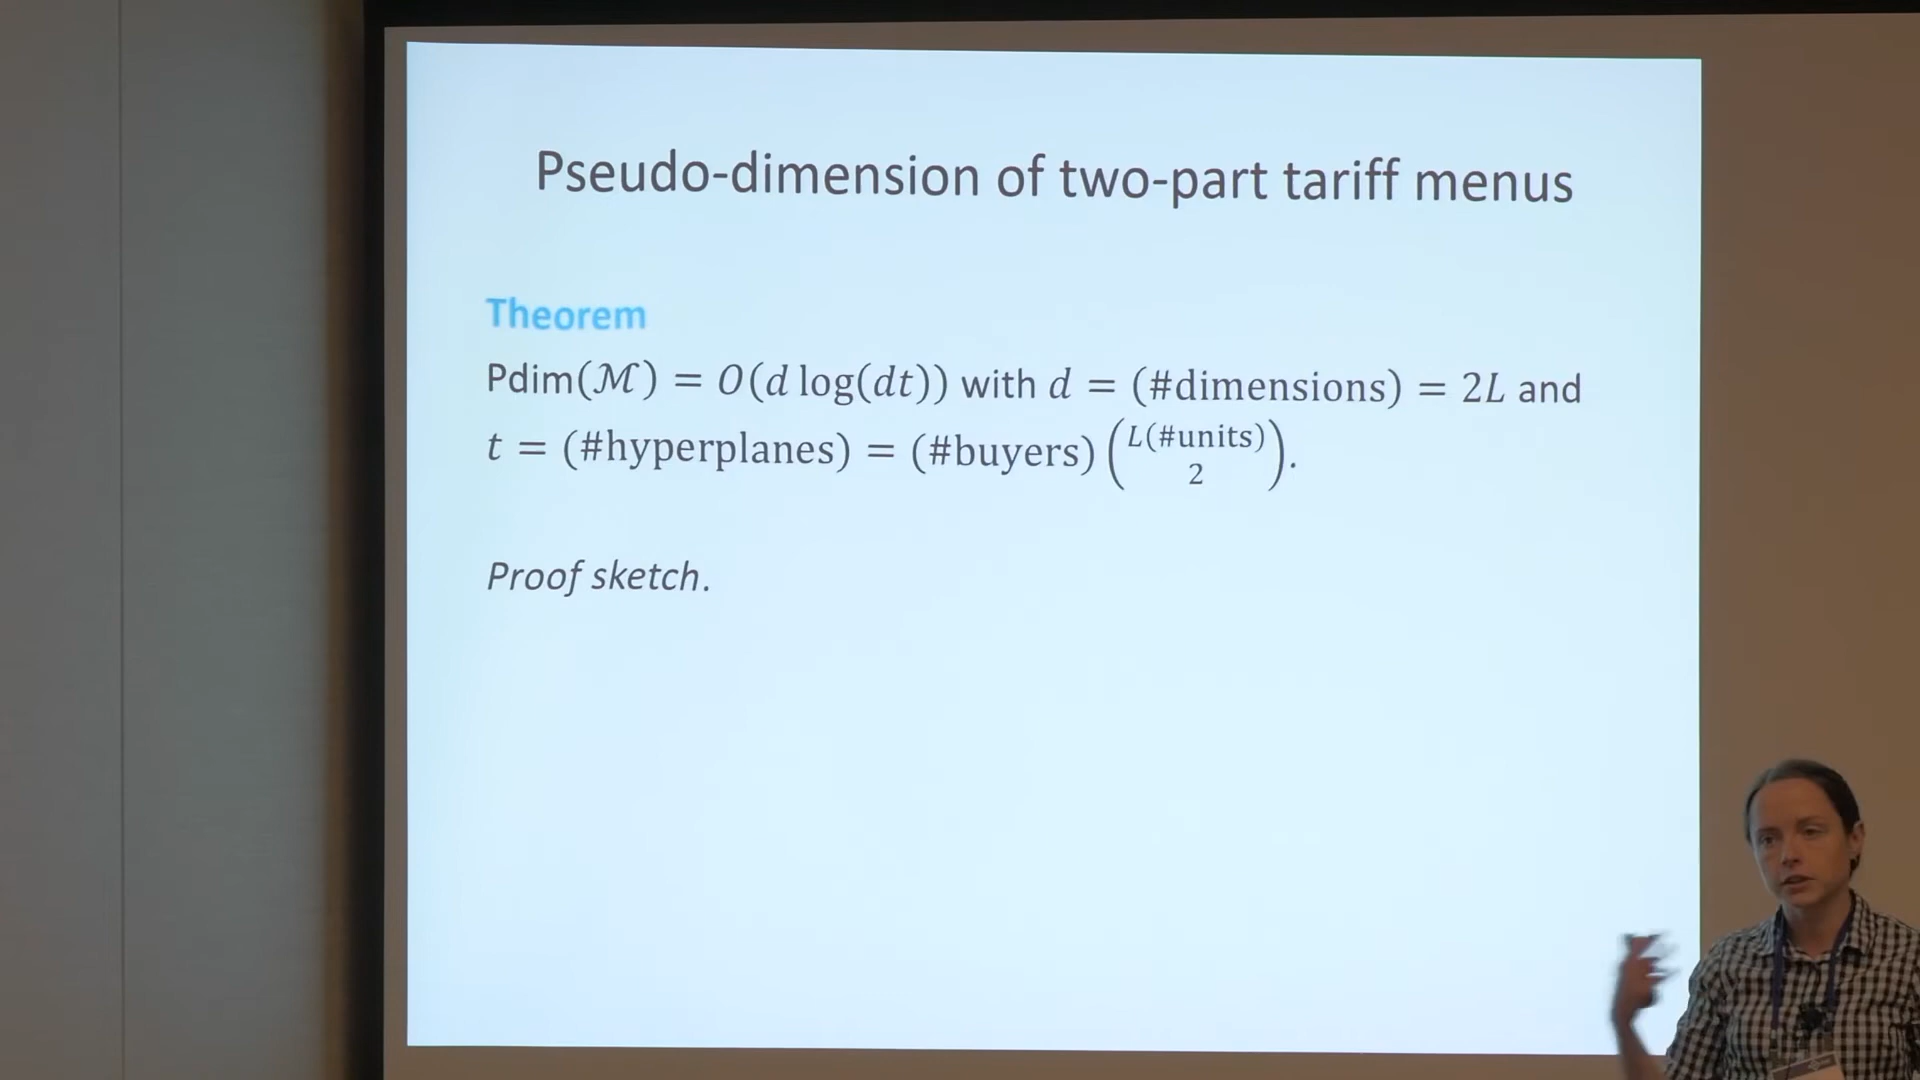 Pseudo-dimension of two-part tariff menus
Theorem
Pdim(ℳ) = O(d log(dt)) with d = (#dimensions) = 2L and
t = (#hyperplanes) = (#buyers) (L(#units) 2).
Proof sketch.